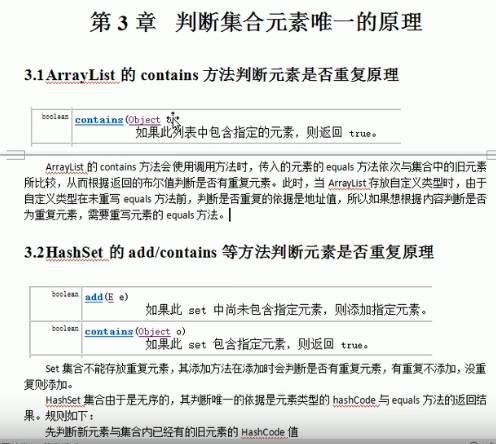 第 3 章 判断集合元素唯一的原理
3.1 ArrayList 的 contains 方法判断元素是否重复原理
boolean contains(Object
如果此列表中包含指定的元素，则返回 true。
ArrayList 的 contains 方法会使用调用方法时，传入的元素的 equals 方法依次与集合中的旧元素
所比较，从而根据返回的布尔值判断是否有重复元素。此时，当 ArrayList 存放自定义类型时，由于
自定义类型在未重写 equals 方法前，判断是否重复的依据是地址值，所以如果想根据内容判断是否
为重复元素，需要重写元素的 equals 方法。
3.2 HashSet 的 add/contains 等方法判断元素是否重复原理
boolean add(E e)
如果此 set 中尚未包含指定元素，则添加指定元素。
boolean contains(Object o)
如果此 set 包含指定元素，则返回 true。
Set 集合不能存放重复元素，其添加方法在添加时会判断是否有重复元素，有重复不添加，没重
复则添加。
HashSet 集合由于是无序的，其判断唯一的依据是元素类型的 hashCode 与 equals 方法的返回结
果。规则如下：
先判断新元素与集合内已经有的旧元素的 HashCode 值